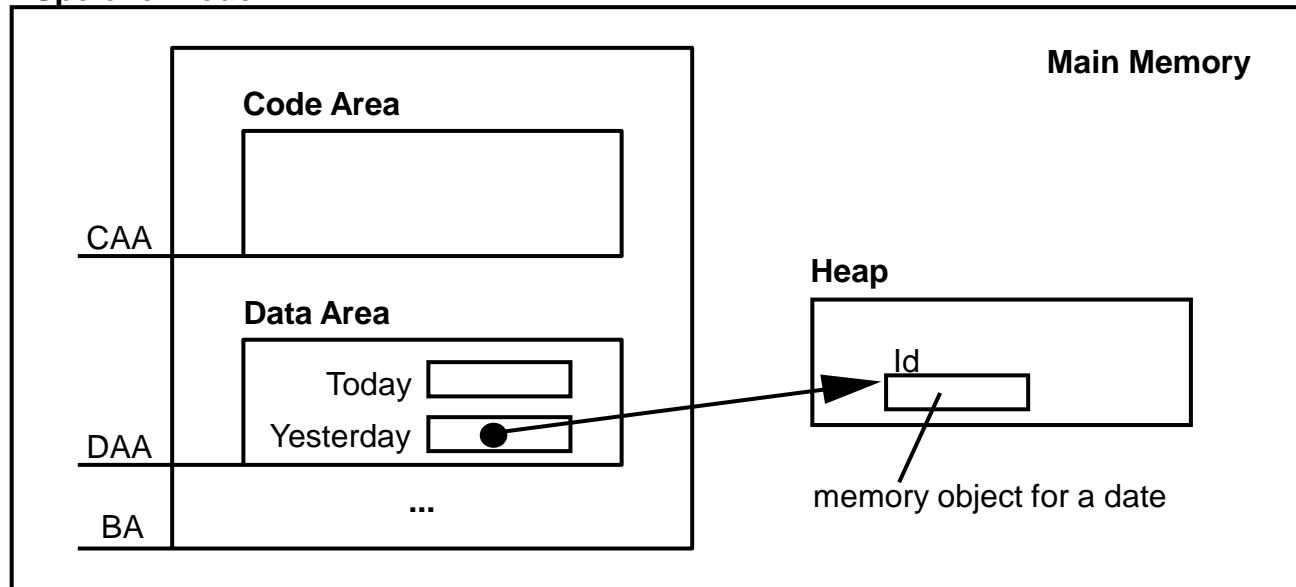 Main Memory
Code Area
CAA
Heap
Data Area
Id
Today
Yesterday
DAA
memory object for a date
...
BA